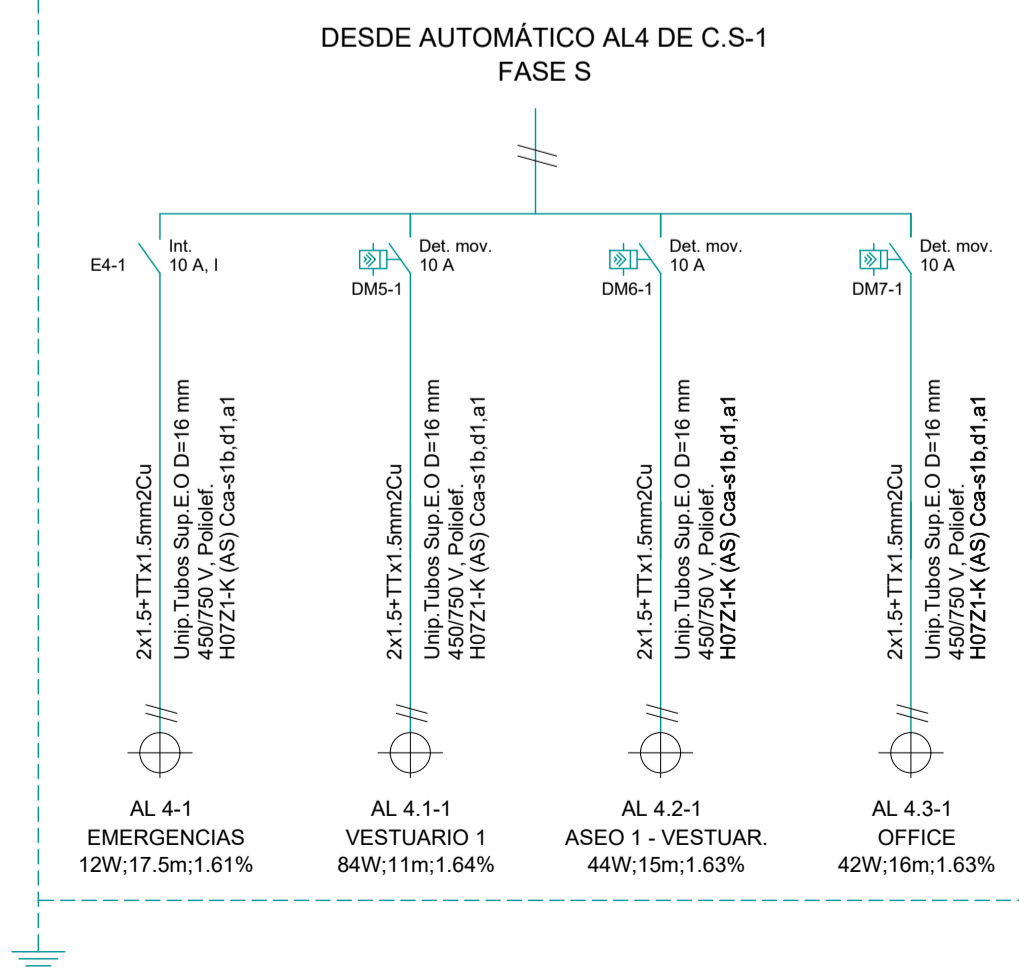 DESDE AUTOMÁTICO AL4 DE C.S-1
FASE S
E4-1
Int.
10 A, I
DM5-1
Det. mov.
10 A
DM6-1
Det. mov.
10 A
DM7-1
Det. mov.
10 A
2x1.5+TTx1.5mm2Cu
Unip.Tubos Sup.E.O D=16 mm
450/750 V, Poliolef.
H07Z1-K (AS) Cca-s1b,d1,a1
2x1.5+TTx1.5mm2Cu
Unip.Tubos Sup.E.O D=16 mm
450/750 V, Poliolef.
H07Z1-K (AS) Cca-s1b,d1,a1
2x1.5+TTx1.5mm2Cu
Unip.Tubos Sup.E.O D=16 mm
450/750 V, Poliolef.
H07Z1-K (AS) Cca-s1b,d1,a1
2x1.5+TTx1.5mm2Cu
Unip.Tubos Sup.E.O D=16 mm
450/750 V, Poliolef.
H07Z1-K (AS) Cca-s1b,d1,a1
AL 4-1
EMERGENCIAS
12W;17.5m;1.61%
AL 4.1-1
VESTUARIO 1
84W;11m;1.64%
AL 4.2-1
ASEO 1 - VESTUAR.
44W;15m;1.63%
AL 4.3-1
OFFICE
42W;16m;1.63%